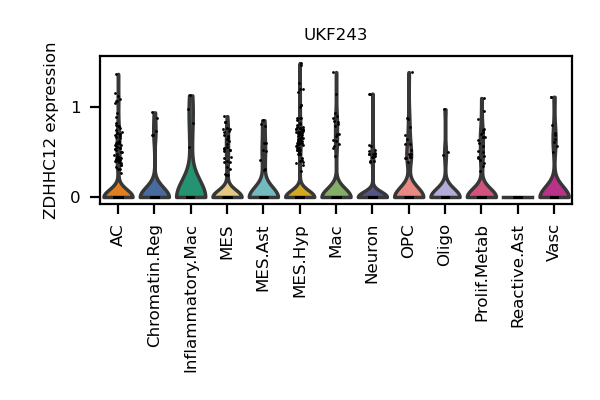 UKF243
ZDHHC12 expression
1
0
AC
Chromatin.Reg
Inflammatory.Mac
MES
MES.Ast
MES.Hyp
Mac
Neuron
OPC
Oligo
Prolif.Metab
Reactive.Ast
Vasc